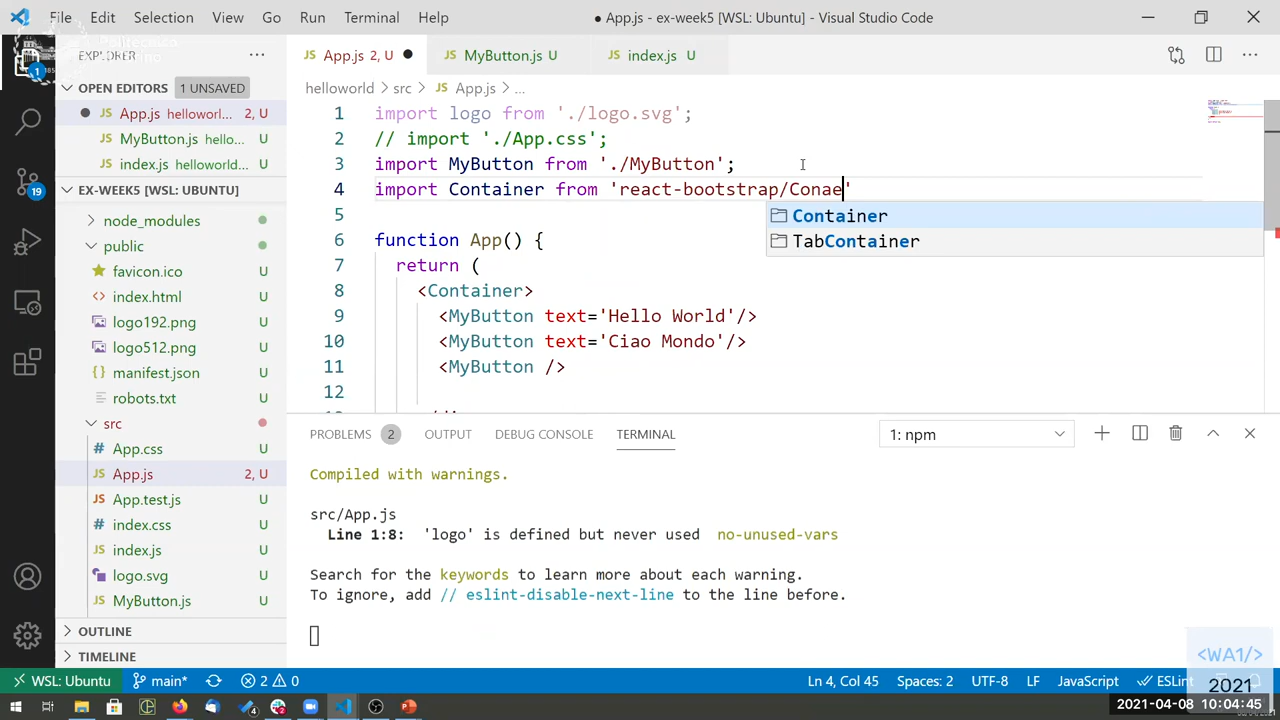 File Edit Selection View Go Run Terminal Help
● App.js - ex-week5 [WSL: Ubuntu] - Visual Studio Code
EXPLORER
JS App.js 2, U ●
JS MyButton.js U
JS index.js U
OPEN EDITORS 1 UNSAVED
JS App.js helloworl... 2, U
JS MyButton.js hello...
JS index.js helloworld...
EX-WEEK5 [WSL: UBUNTU]
node_modules
public
favicon.ico U
index.html U
logo192.png U
logo512.png U
manifest.json U
robots.txt U
src
App.css U
App.js 2, U
App.test.js U
index.css U
index.js U
logo.svg U
MyButton.js U
OUTLINE
TIMELINE
1
19
helloworld > src > JS App.js > ...
1 import logo from './logo.svg';
2 // import './App.css';
3 import MyButton from './MyButton';
4 import Container from 'react-bootstrap/Conae'
Container
TabContainer
5
6 function App() {
7 return (
8 <Container>
9 <MyButton text='Hello World'/>
10 <MyButton text='Ciao Mondo'/>
11 <MyButton />
12
PROBLEMS 2 OUTPUT DEBUG CONSOLE TERMINAL 1: npm
Compiled with warnings.
src/App.js
Line 1:8: 'logo' is defined but never used no-unused-vars
Search for the keywords to learn more about each warning.
To ignore, add // eslint-disable-next-line to the line before.
WSL: Ubuntu main* 2 0 Ln 4, Col 45 Spaces: 2 UTF-8 LF JavaScript ESLint
<WA1/>
2021
2021-04-08 10:04:45